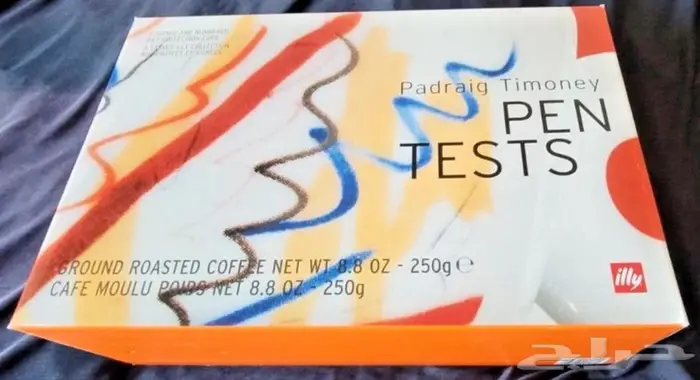 Padraig Timoney
PEN
TESTS
GROUND ROASTED COFFEE NET WT 8.8 OZ - 250g e
CAFE MOULU POIDS NET 8.8 OZ - 250g
illy
حراج